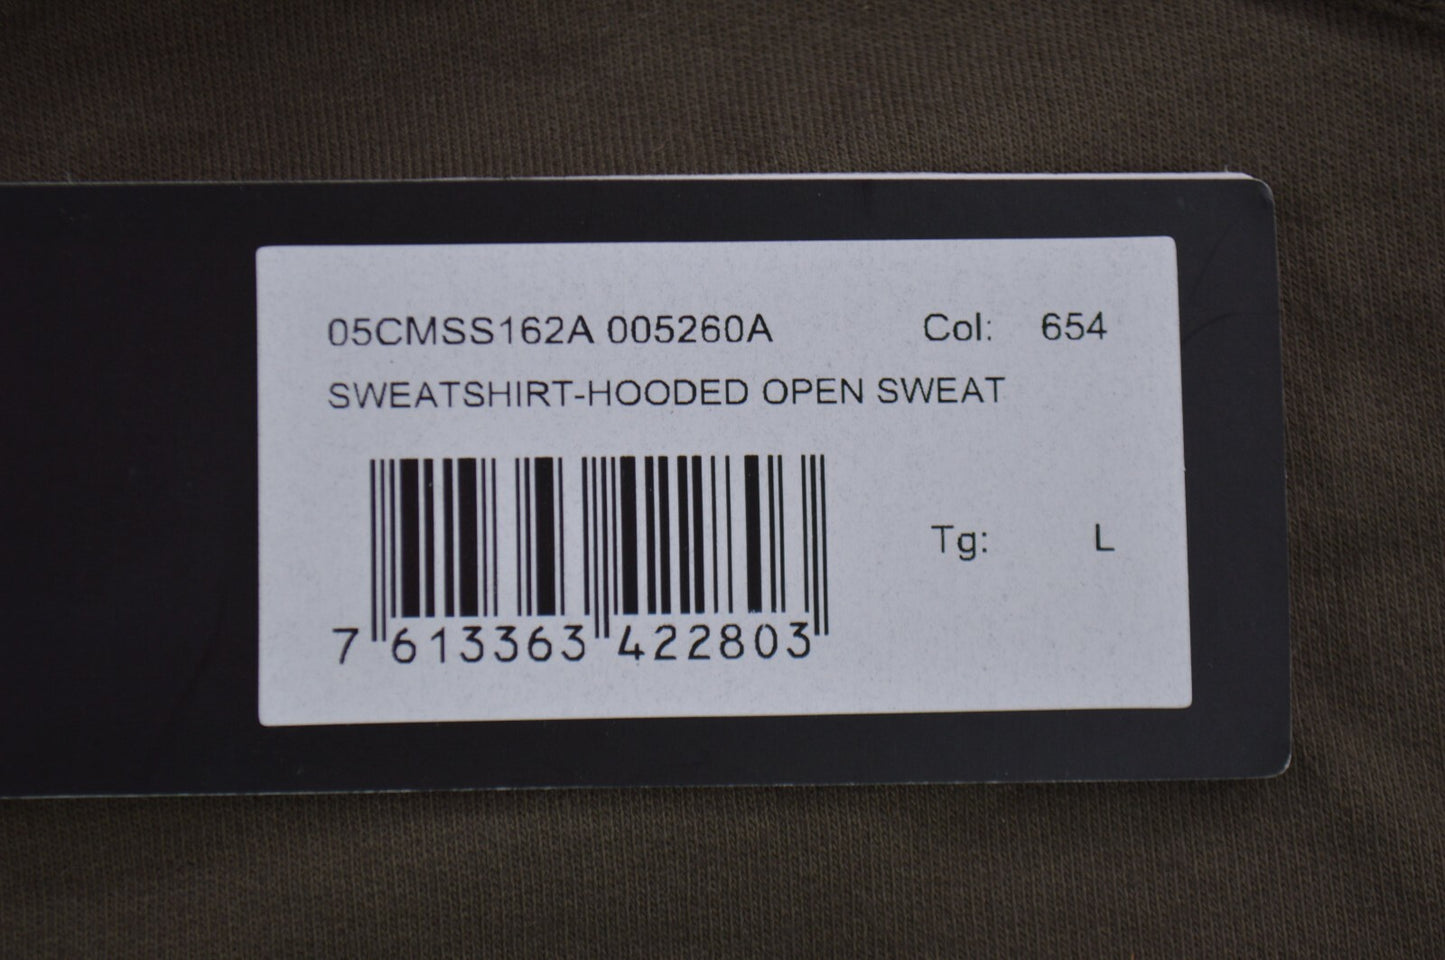 05CMSS162A 005260A Col: 654
SWEATSHIRT-HOODED OPEN SWEAT
Tg: L
7 613363 422803